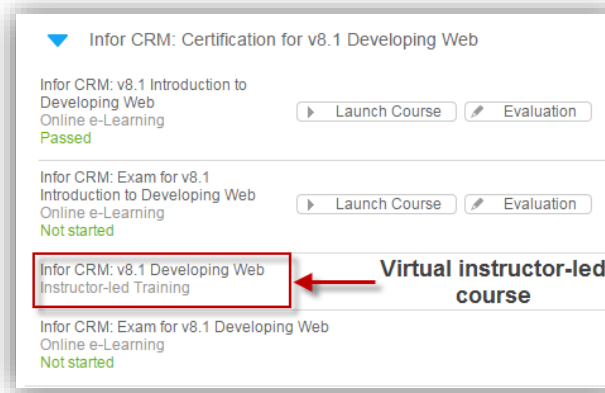 Infor CRM: Certification for v8.1 Developing Web
Infor CRM: v8.1 Introduction to
Developing Web
Online e-Learning
Passed
Launch Course
Evaluation
Infor CRM: Exam for v8.1
Introduction to Developing Web
Online e-Learning
Not started
Launch Course
Evaluation
Infor CRM: v8.1 Developing Web
Instructor-led Training
Virtual instructor-led
course
Infor CRM: Exam for v8.1 Developing Web
Online e-Learning
Not started